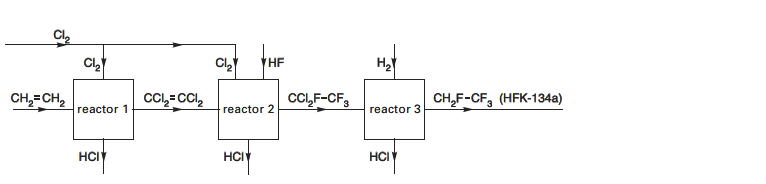 Cl₂
Cl₂ Cl₂ HF H₂
CH₂=CH₂ reactor 1 CCl₂=CCl₂ reactor 2 CCl₂F–CF₃ reactor 3 CH₂F–CF₃ (HFK-134a)
HCl HCl HCl